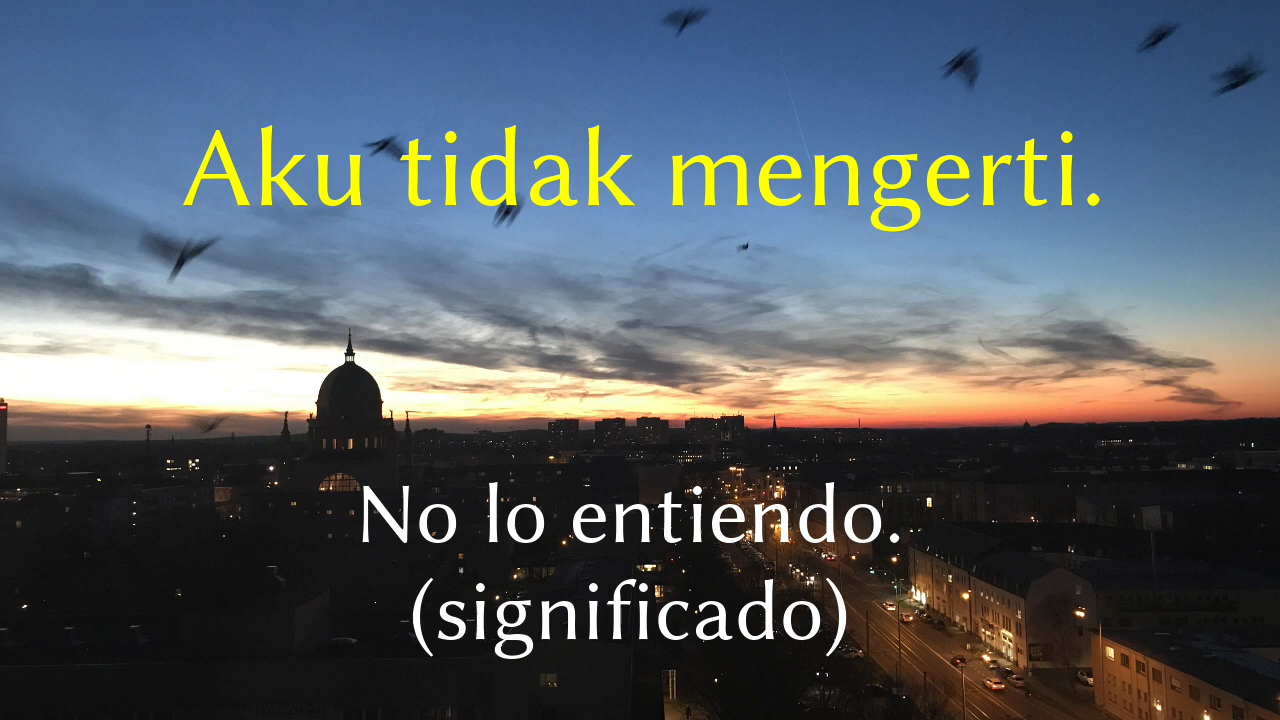 Aku tidak mengerti.
No lo entiendo.
(significado)